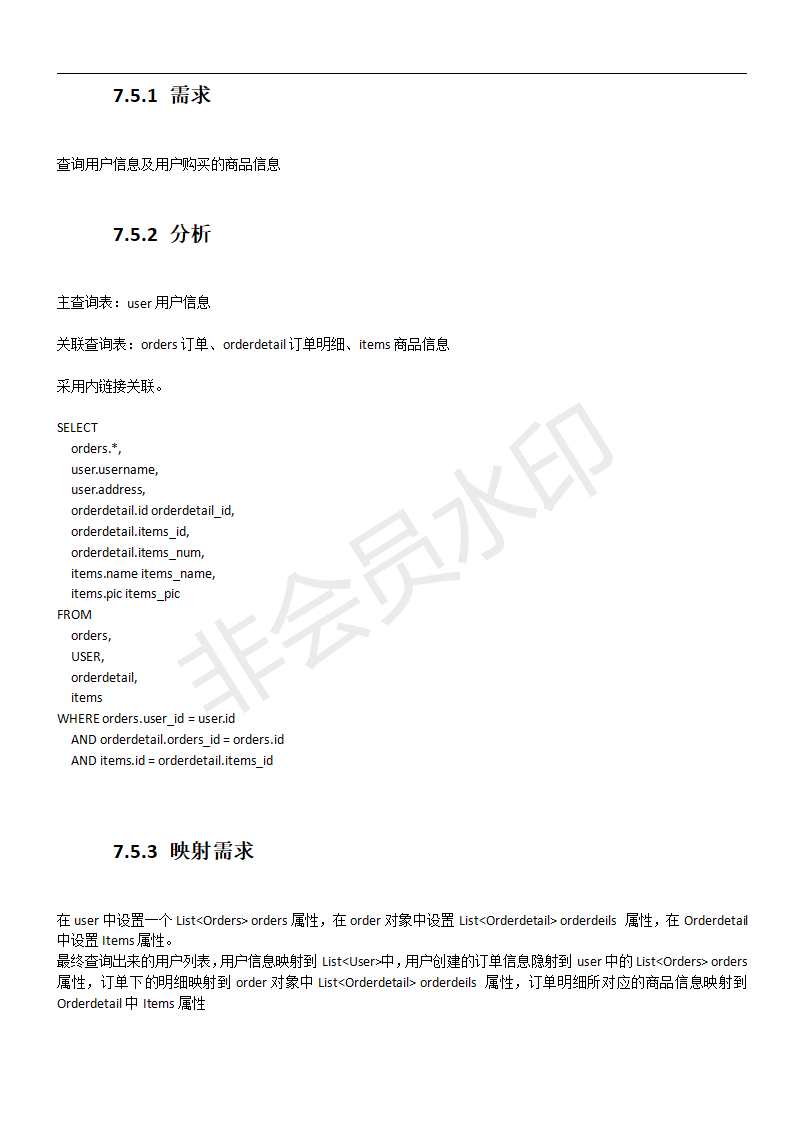 7.5.1 需求
查询用户信息及用户购买的商品信息
7.5.2 分析
主查询表：user 用户信息
关联查询表：orders 订单、orderdetail 订单明细、items 商品信息
采用内链接关联。
SELECT
orders.*,
user.username,
user.address,
orderdetail.id orderdetail_id,
orderdetail.items_id,
orderdetail.items_num,
items.name items_name,
items.pic items_pic
FROM
orders,
USER,
orderdetail,
items
WHERE orders.user_id = user.id
AND orderdetail.orders_id = orders.id
AND items.id = orderdetail.items_id
非会员水印
7.5.3 映射需求
在 user 中设置一个 List<Orders> orders 属性，在 order 对象中设置 List<Orderdetail> orderdeils 属性，在 Orderdetail
中设置 Items 属性。
最终查询出来的用户列表，用户信息映射到 List<User>中，用户创建的订单信息隐射到 user 中的 List<Orders> orders
属性，订单下的明细映射到 order 对象中 List<Orderdetail> orderdeils 属性，订单明细所对应的商品信息映射到
Orderdetail 中 Items 属性